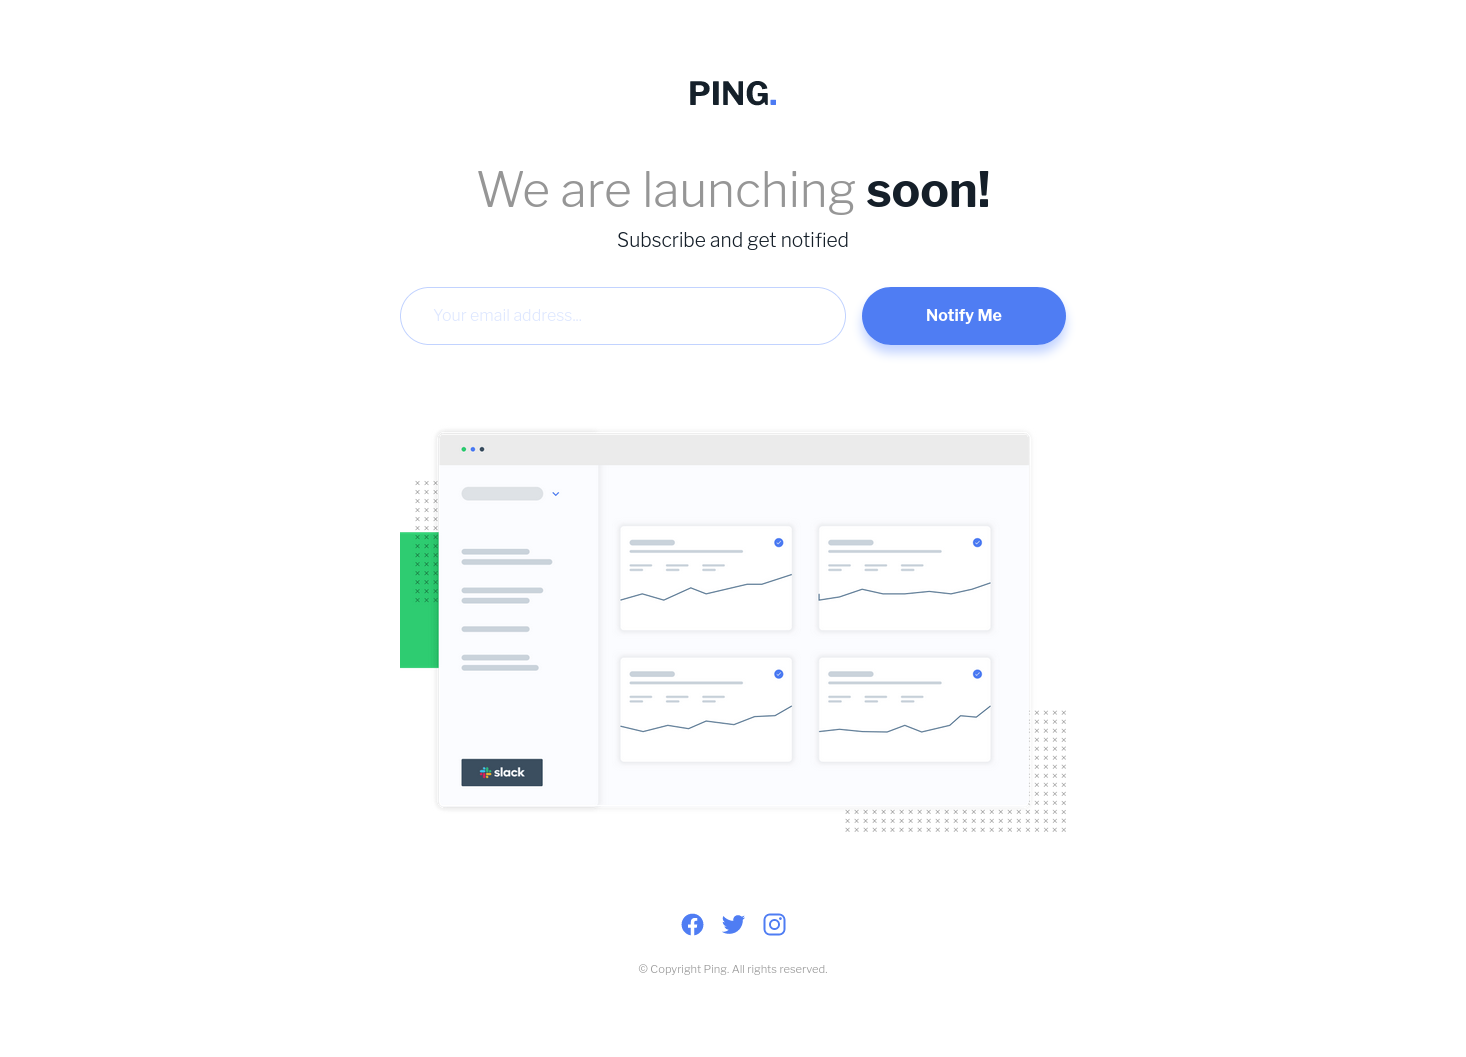 PING.
We are launching soon!
Subscribe and get notified
Your email address...
Notify Me
slack
© Copyright Ping. All rights reserved.